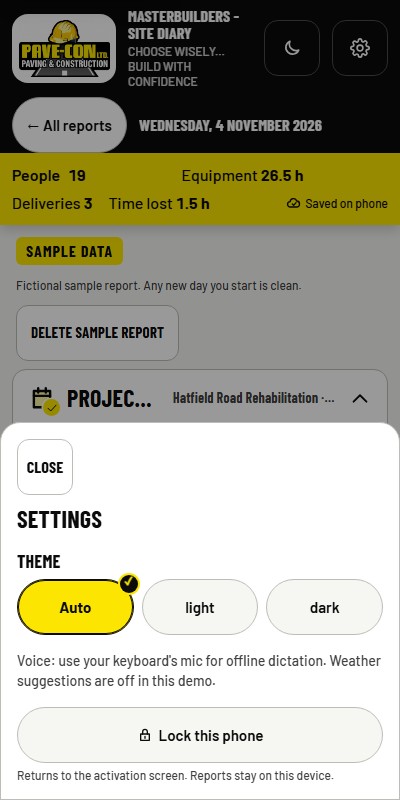 PAVE-CON LTD.
PAVING & CONSTRUCTION
MASTERBUILDERS -
SITE DIARY
CHOOSE WISELY...
BUILD WITH
CONFIDENCE
← All reports
WEDNESDAY, 4 NOVEMBER 2026
People 19 Equipment 26.5 h
Deliveries 3 Time lost 1.5 h Saved on phone
SAMPLE DATA
Fictional sample report. Any new day you start is clean.
DELETE SAMPLE REPORT
PROJEC... Hatfield Road Rehabilitation ·...
CLOSE
SETTINGS
THEME
Auto light dark
Voice: use your keyboard's mic for offline dictation. Weather
suggestions are off in this demo.
Lock this phone
Returns to the activation screen. Reports stay on this device.